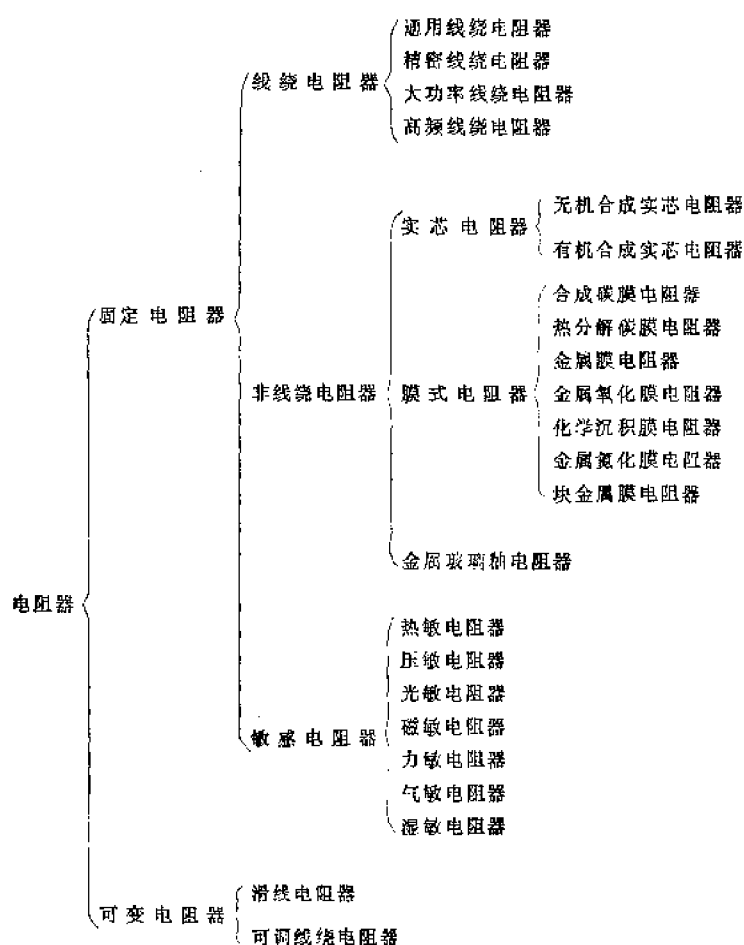 通用线绕电阻器
精密线绕电阻器
线绕电阻器
大功率线绕电阻器
高频线绕电阻器
无机合成实芯电阻器
实芯电阻器
有机合成实芯电阻器
合成碳膜电阻器
固定电阻器
热分解碳膜电阻器
金属膜电阻器
非线绕电阻器
膜式电阻器
金属氧化膜电阻器
化学沉积膜电阻器
金属氮化膜电阻器
块金属膜电阻器
金属玻璃釉电阻器
电阻器
热敏电阻器
压敏电阻器
光敏电阻器
磁敏电阻器
敏感电阻器
力敏电阻器
气敏电阻器
湿敏电阻器
滑线电阻器
可变电阻器
可调线绕电阻器